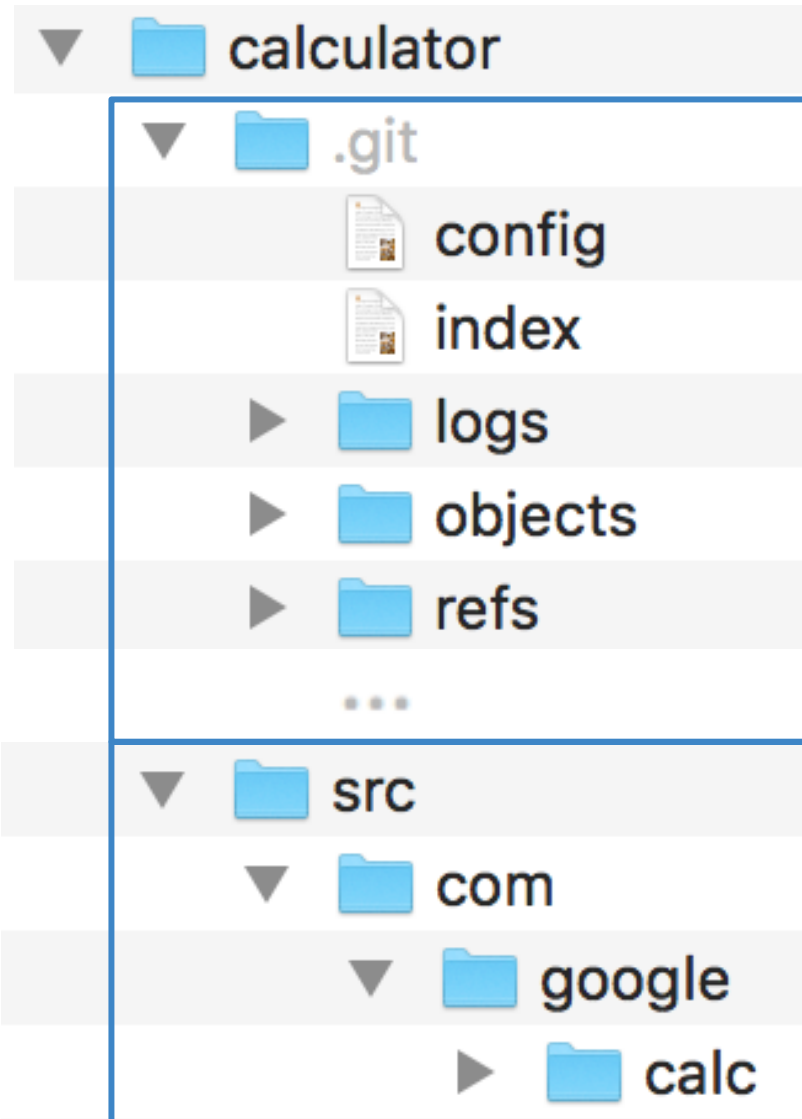 calculator
.git
config
index
logs
objects
refs
...
src
com
google
calc